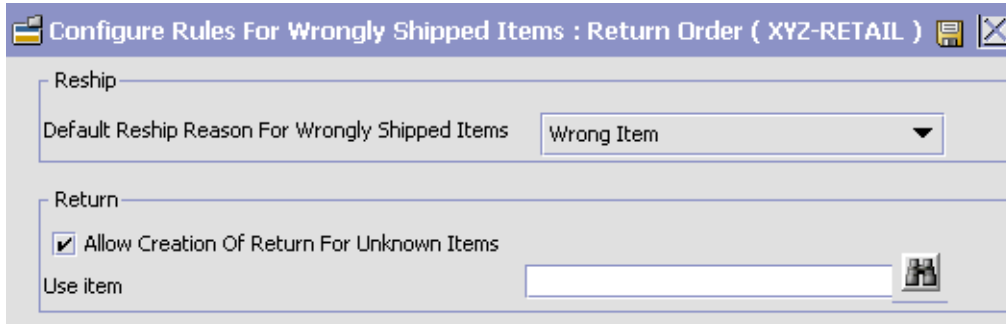 Configure Rules For Wrongly Shipped Items : Return Order ( XYZ-RETAIL )
Reship
Default Reship Reason For Wrongly Shipped Items Wrong Item
Return
Allow Creation Of Return For Unknown Items
Use item